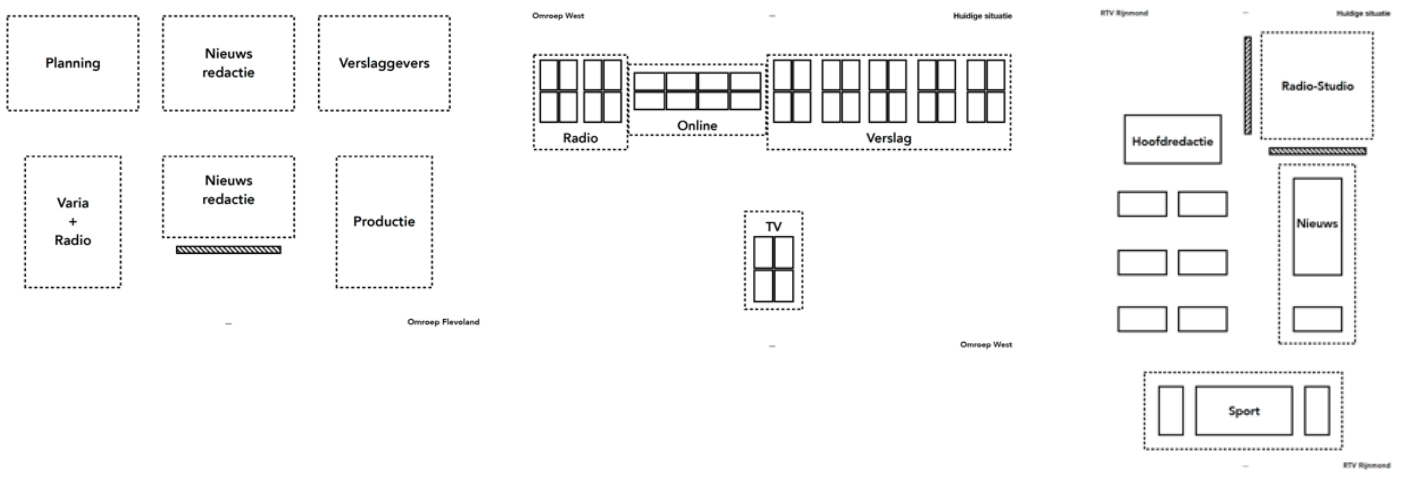 Planning
Nieuws
redactie
Verslaggevers
Varia
+
Radio
Nieuws
redactie
Productie
Omroep Flevoland
Omroep West
Huidige situatie
Radio
Online
Verslag
TV
Omroep West
RTV Rijnmond
Huidige situatie
Radio-Studio
Hoofdredactie
Nieuws
Sport
RTV Rijnmond